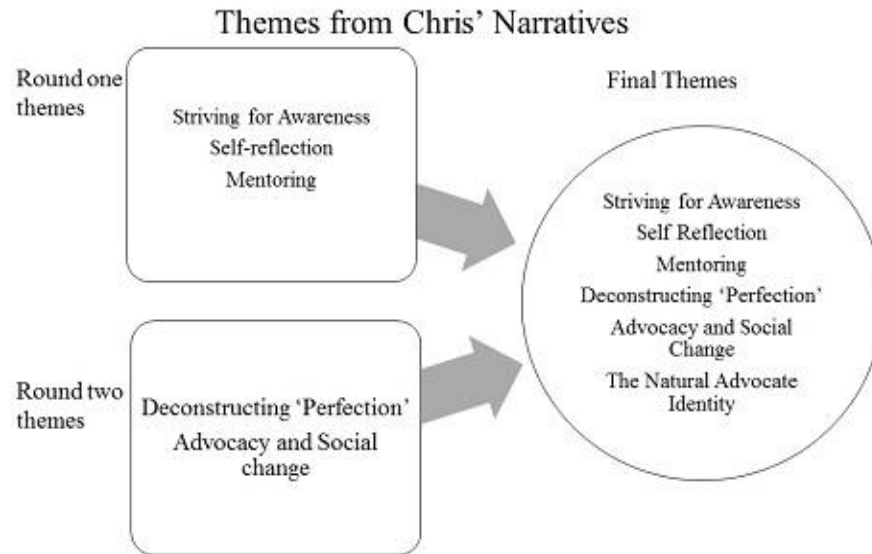 Themes from Chris’ Narratives
Round one
themes
Striving for Awareness
Self-reflection
Mentoring
Round two
themes
Deconstructing ‘Perfection’
Advocacy and Social
change
Final Themes
Striving for Awareness
Self Reflection
Mentoring
Deconstructing ‘Perfection’
Advocacy and Social
Change
The Natural Advocate
Identity